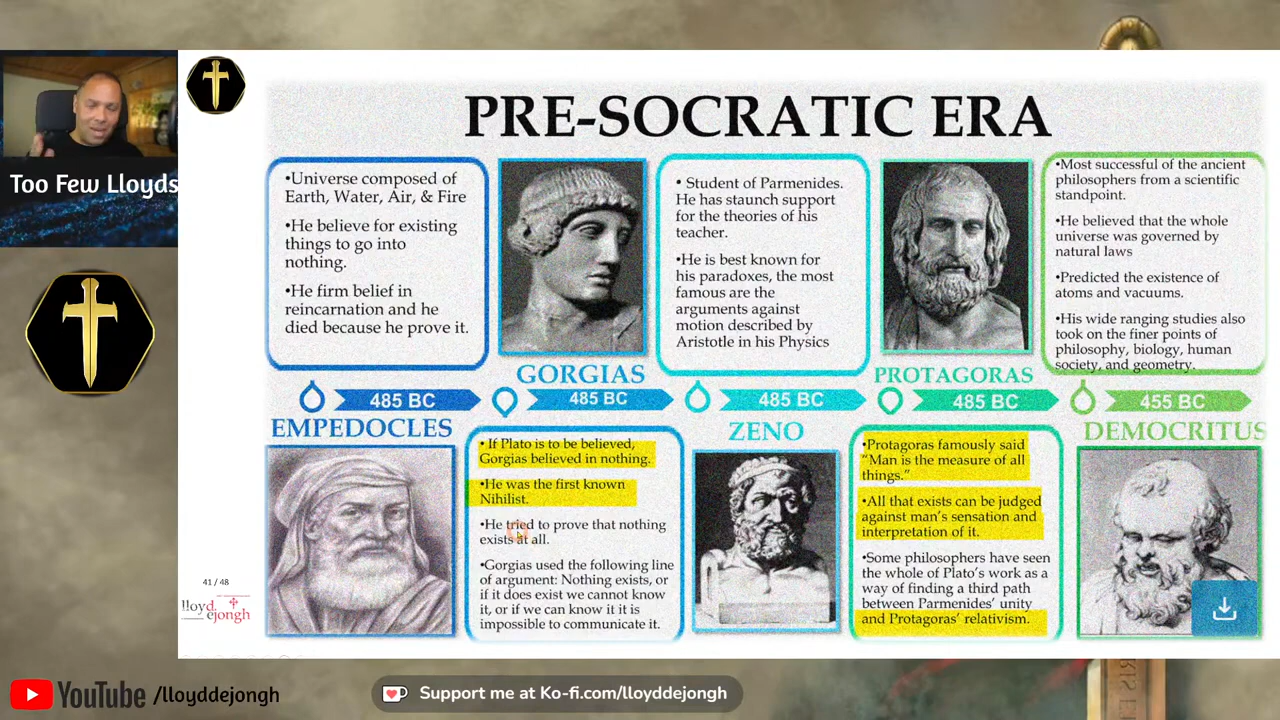 PRE-SOCRATIC ERA
Too Few Lloyds
•Universe composed of
Earth, Water, Air, & Fire
•He believe for existing
things to go into
nothing.
•He firm belief in
reincarnation and he
died because he prove it.
• Student of Parmenides.
He has staunch support
for the theories of his
teacher.
•He is best known for
his paradoxes, the most
famous are the
arguments against
motion described by
Aristotle in his Physics
•Most successful of the ancient
philosophers from a scientific
standpoint.
•He believed that the whole
universe was governed by
natural laws
•Predicted the existence of
atoms and vacuums.
•His wide ranging studies also
took on the finer points of
philosophy, biology, human
society, and geometry.
GORGIAS
PROTAGORAS
485 BC
485 BC
485 BC
485 BC
455 BC
EMPEDOCLES
ZENO
DEMOCRITUS
• If Plato is to be believed,
Gorgias believed in nothing.
•He was the first known
Nihilist.
•He tried to prove that nothing
exists at all.
•Gorgias used the following line
of argument: Nothing exists, or
if it does exist we cannot know
it, or if we can know it it is
impossible to communicate it.
•Protagoras famously said
“Man is the measure of all
things.”
•All that exists can be judged
against man’s sensation and
interpretation of it.
•Some philosophers have seen
the whole of Plato’s work as a
way of finding a third path
between Parmenides’ unity
and Protagoras’ relativism.
41 / 48
lloyd
dejongh
YouTube /lloyddejongh
Support me at Ko-fi.com/lloyddejongh